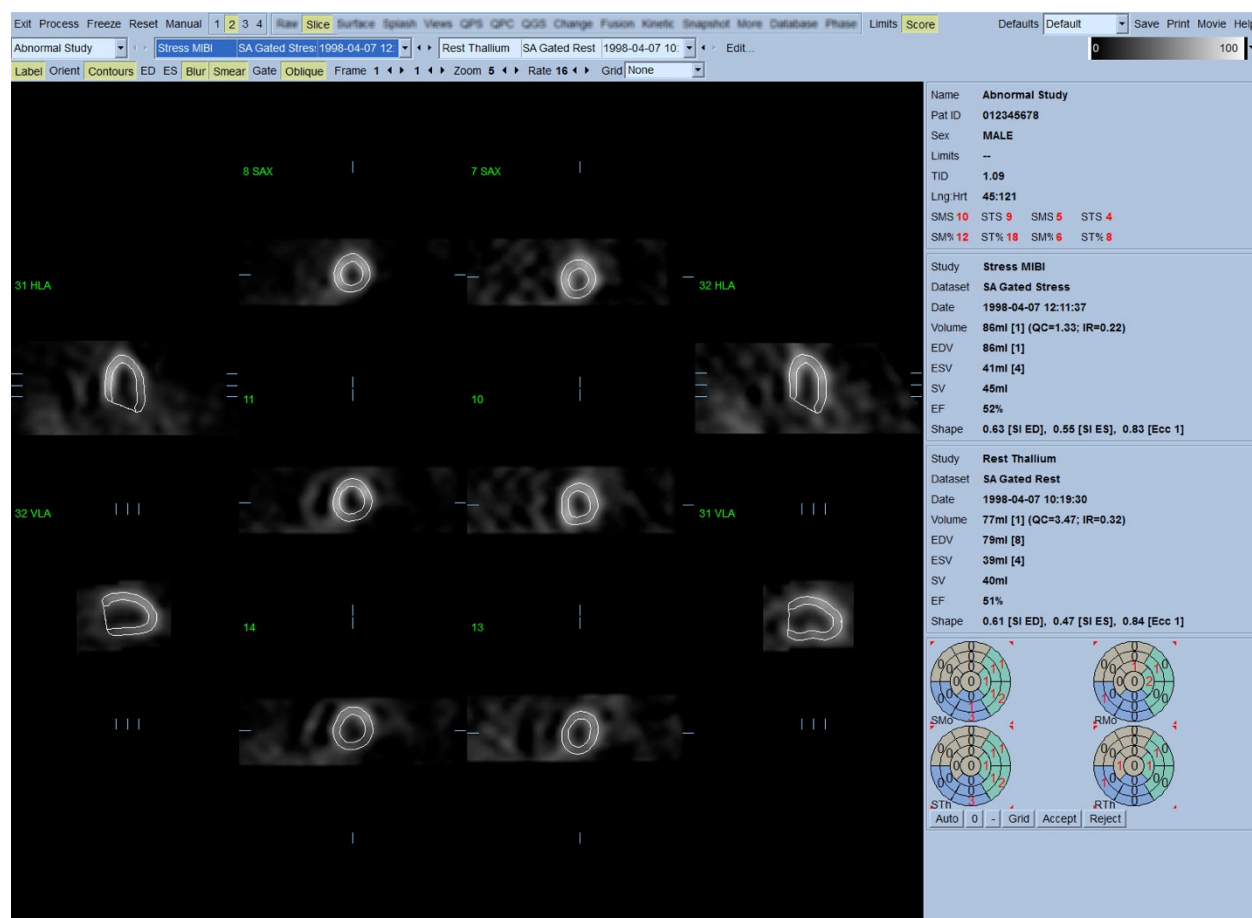 Exit Process Freeze Reset Manual 1 2 3 4 Raw Slice Surface Splash Views QPS QPC QGS Change Fusion Kinetic Snapshot More Database Phase Limits Score Defaults Default Save Print Movie Help
Abnormal Study Stress MIBI SA Gated Stres: 1998-04-07 12: Rest Thallium SA Gated Rest 1998-04-07 10: Edit...
0 100
Label Orient Contours ED ES Blur Smear Gate Oblique Frame 1 1 Zoom 5 Rate 16 Grid None
8 SAX 7 SAX
31 HLA 32 HLA
11 10
32 VLA 31 VLA
14 13
Name Abnormal Study
Pat ID 012345678
Sex MALE
Limits --
TID 1.09
Lng:Hrt 45:121
SMS 10 STS 9 SMS 5 STS 4
SM% 12 ST% 18 SM% 6 ST% 8
Study Stress MIBI
Dataset SA Gated Stress
Date 1998-04-07 12:11:37
Volume 86ml [1] (QC=1.33; IR=0.22)
EDV 86ml [1]
ESV 41ml [4]
SV 45ml
EF 52%
Shape 0.63 [SI ED], 0.55 [SI ES], 0.83 [Ecc 1]
Study Rest Thallium
Dataset SA Gated Rest
Date 1998-04-07 10:19:30
Volume 77ml [1] (QC=3.47; IR=0.32)
EDV 79ml [8]
ESV 39ml [4]
SV 40ml
EF 51%
Shape 0.61 [SI ED], 0.47 [SI ES], 0.84 [Ecc 1]
SMo RMo
STh RTh
Auto 0 - Grid Accept Reject